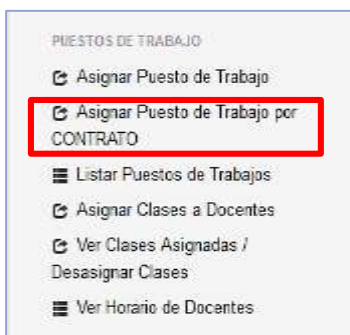 PUESTOS DE TRABAJO
Asignar Puesto de Trabajo
Asignar Puesto de Trabajo por
CONTRATO
Listar Puestos de Trabajos
Asignar Clases a Docentes
Ver Clases Asignadas /
Desasignar Clases
Ver Horario de Docentes